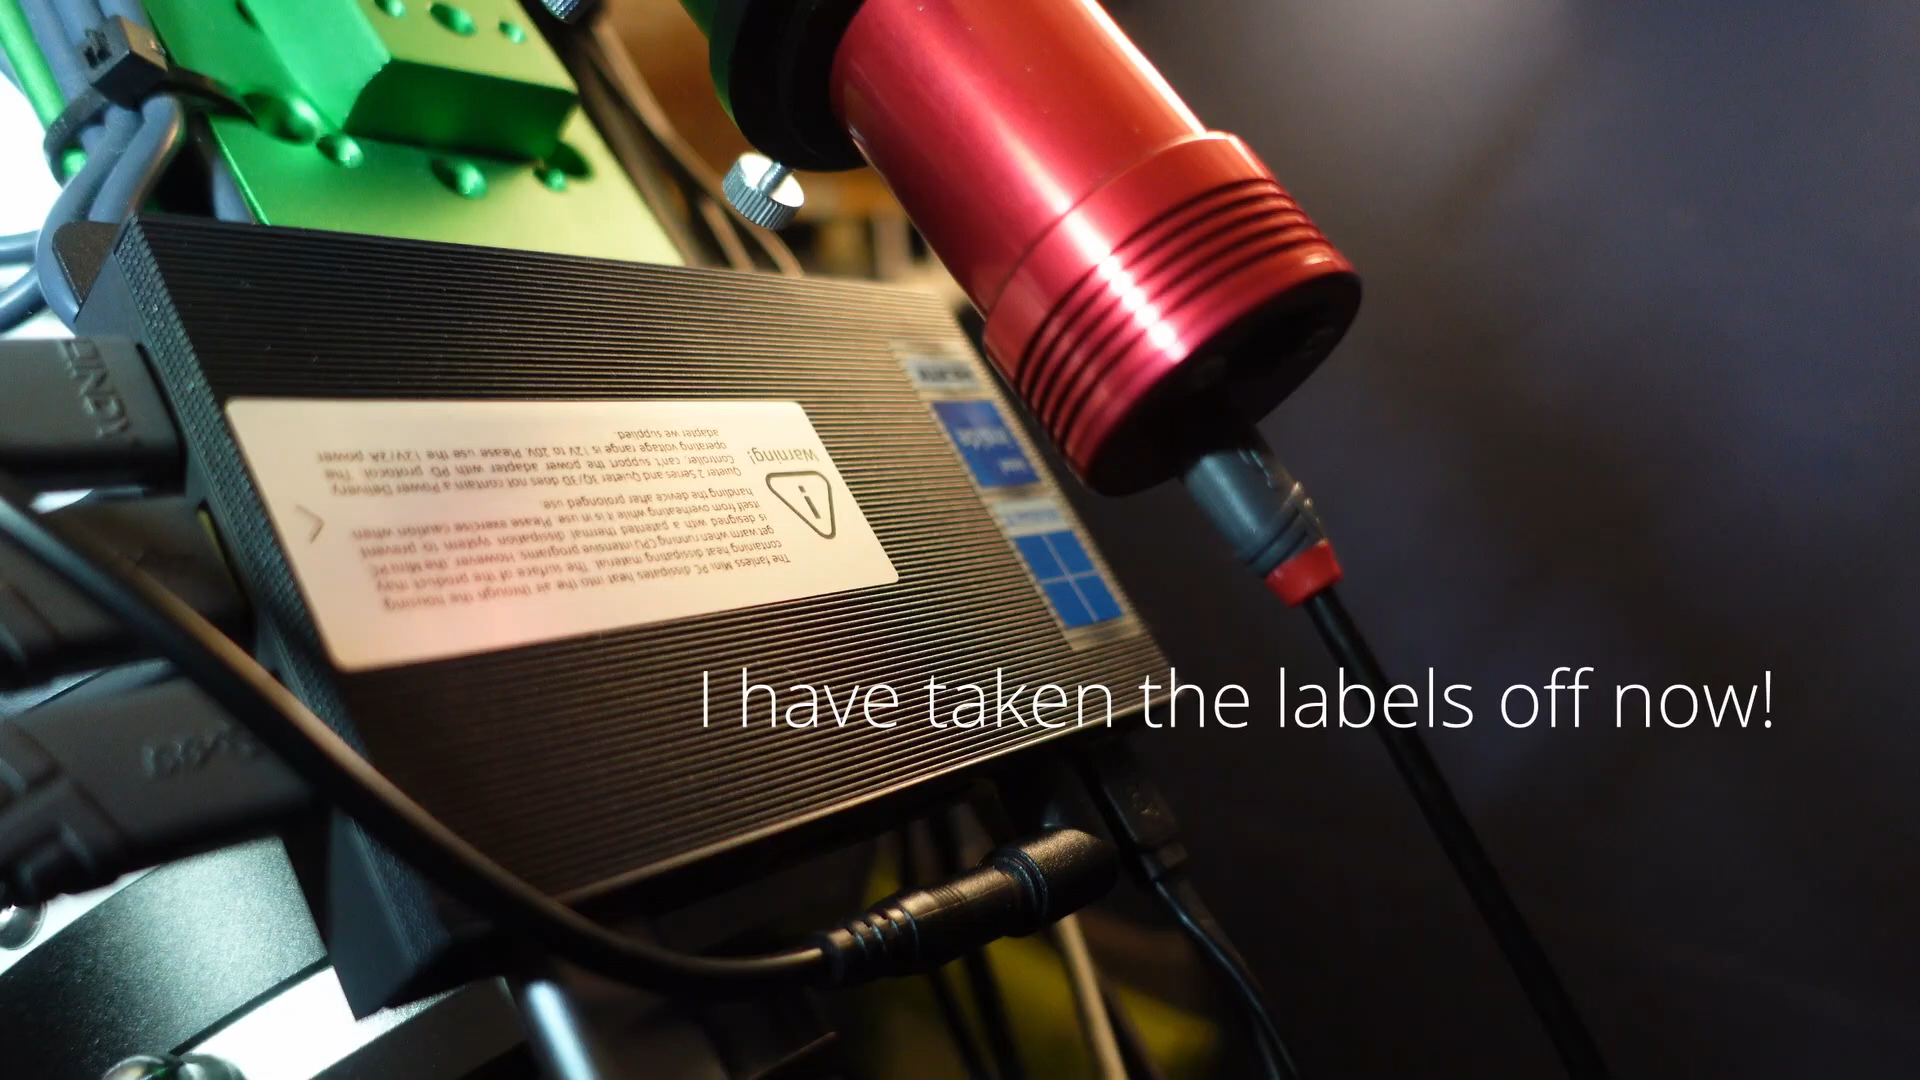 Warning!
The fanless Mini PC dissipates heat into the air through the housing
containing heat dissipating material. The surface of the product may
get warm when running CPU intensive programs However the Mini PC
is designed with a patented thermal dissipation system to prevent
itself from overheating while it is in use Please exercise caution when
handling the device after prolonged use
Quieter 2 Series and Quieter 3Q/3D does not contain a Power Delivery
Controller, can't support the power adapter with PD protocol. The
operating voltage range is 12V to 20V. Please use the 12V/2A power
adapter we supplied.
LINDY
I have taken the labels off now!